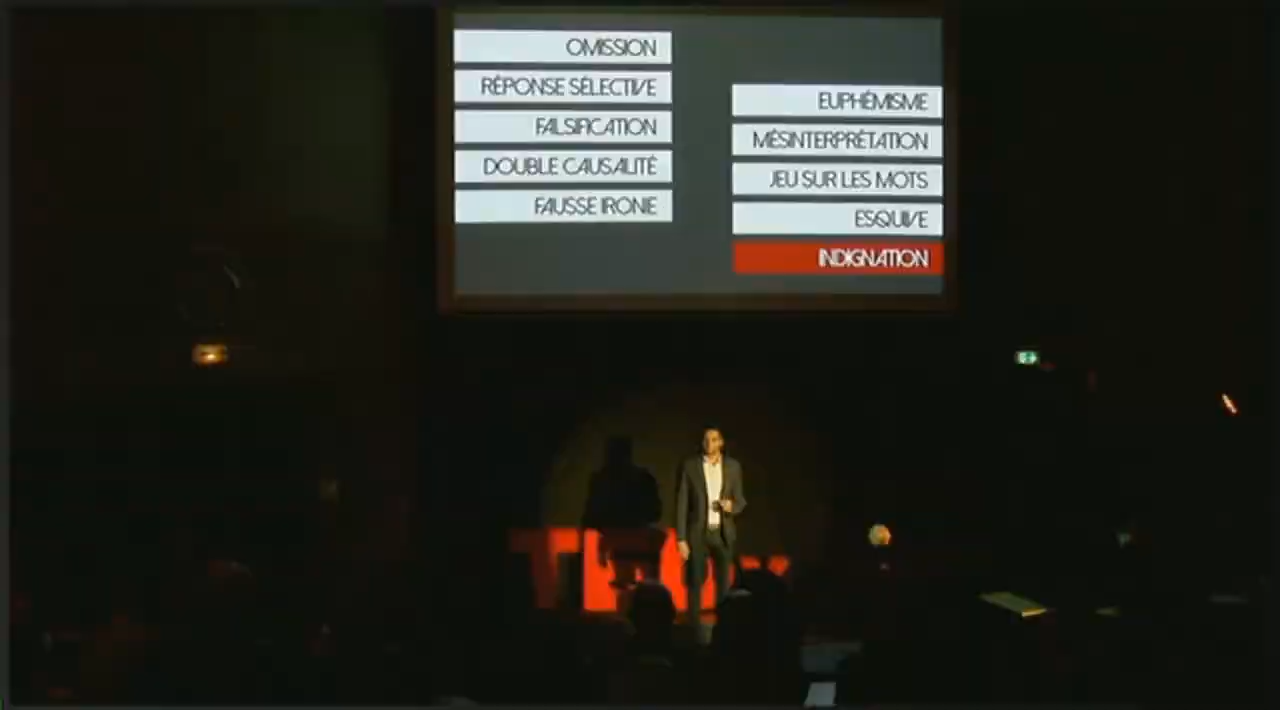 OMISSION
RÉPONSE SÉLECTIVE
FALSIFICATION
DOUBLE CAUSALITÉ
FAUSSE IRONIE
EUPHÉMISME
MÉSINTERPRÉTATION
JEU SUR LES MOTS
ESQUIVE
INDIGNATION